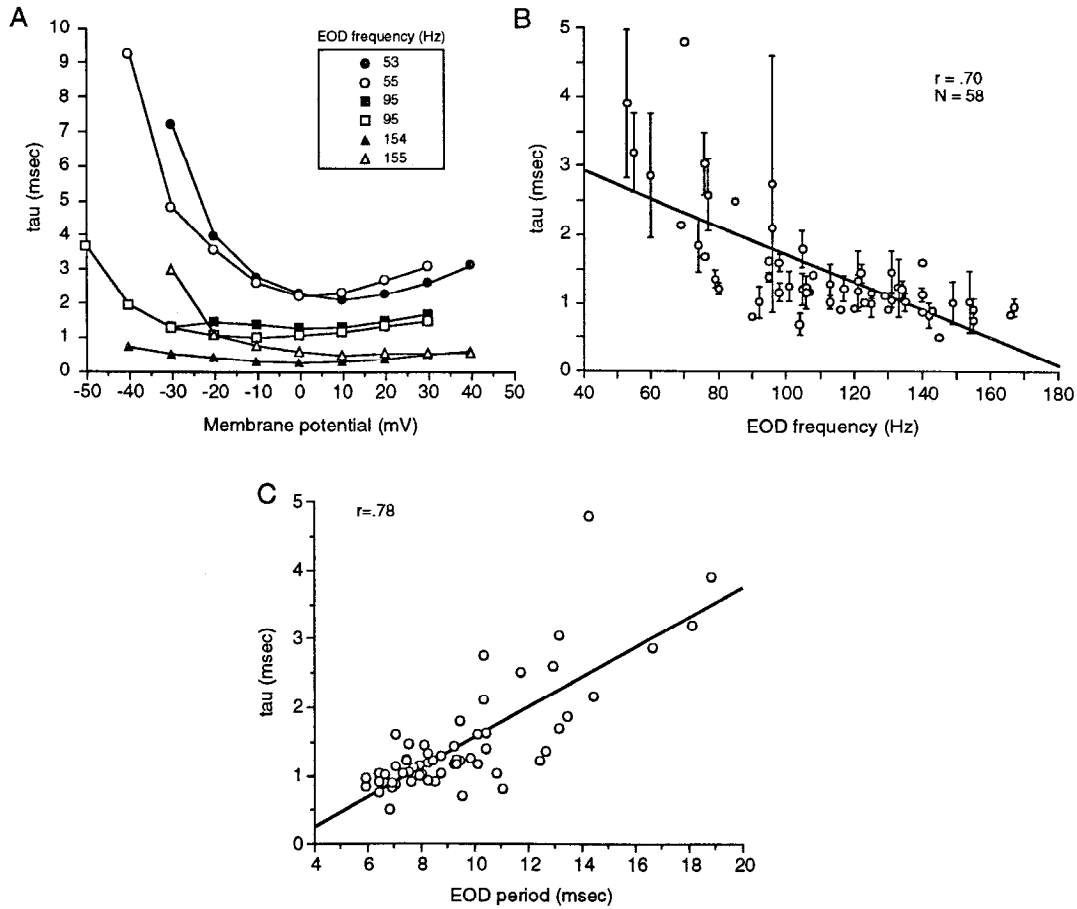 A
10
9
8
7
6
5
4
3
2
1
0
tau (msec)
-50 -40 -30 -20 -10 0 10 20 30 40 50
Membrane potential (mV)
EOD frequency (Hz)
53
55
95
95
154
155
B
5
4
3
2
1
0
tau (msec)
r = .70
N = 58
40 60 80 100 120 140 160 180
EOD frequency (Hz)
C
5
4
3
2
1
0
tau (msec)
r=.78
4 6 8 10 12 14 16 18 20
EOD period (msec)